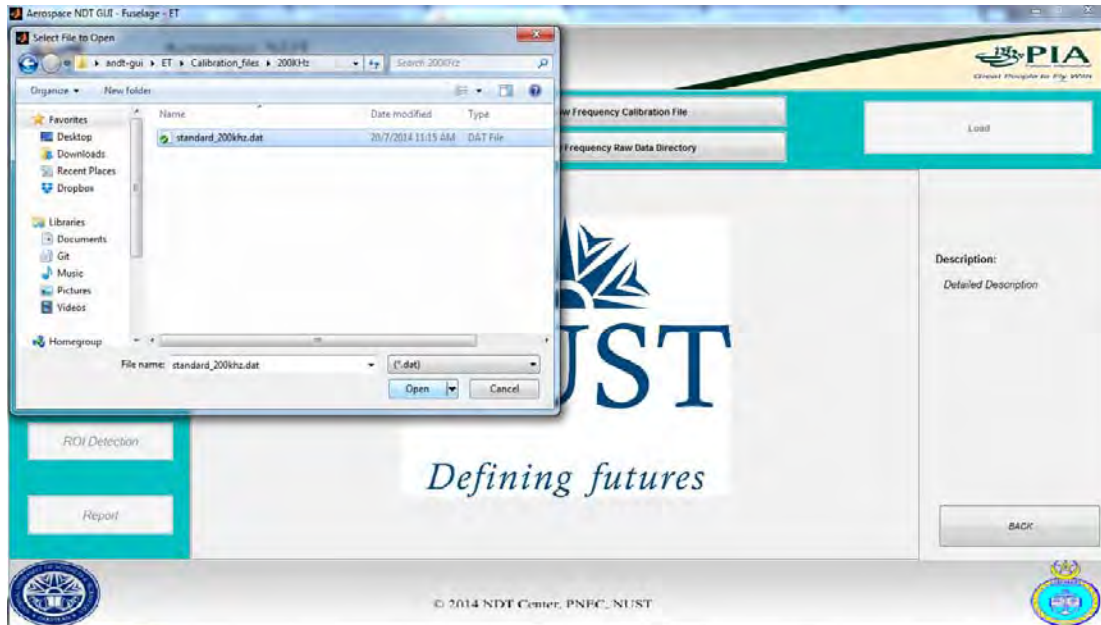 Aerospace NDT GUI - Fuselage - ET
Select File to Open
andt-gui ▸ ET ▸ Calibration_files ▸ 200KHz
Search 200KHz
Organize
New folder
Favorites
Desktop
Downloads
Recent Places
Dropbox
Libraries
Documents
Git
Music
Pictures
Videos
Homegroup
Name
Date modified
Type
standard_200khz.dat
20/7/2014 11:15 AM
DAT File
File name:
standard_200khz.dat
(*.dat)
Open
Cancel
Frequency Calibration File
Frequency Raw Data Directory
PIA
Great People to Fly With
Load
Description:
Detailed Description
BACK
ROI Detection
Report
UST
Defining futures
© 2014 NDT Center, PNEC, NUST